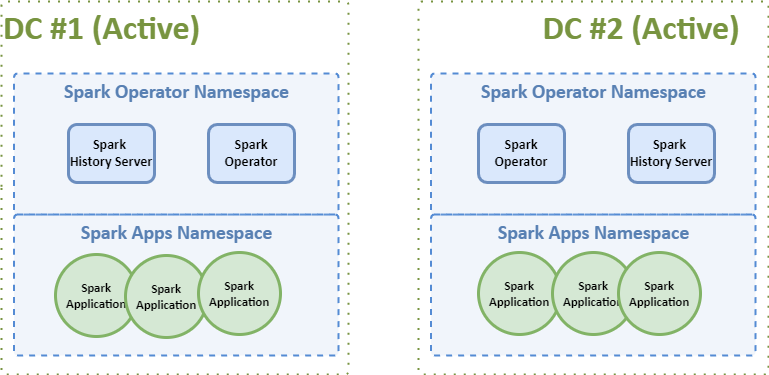 DC #1 (Active)
Spark Operator Namespace
Spark
History Server
Spark
Operator
Spark Apps Namespace
Spark
Application
Spark
Application
Spark
Application
DC #2 (Active)
Spark Operator Namespace
Spark
Operator
Spark
History Server
Spark Apps Namespace
Spark
Application
Spark
Application
Spark
Application